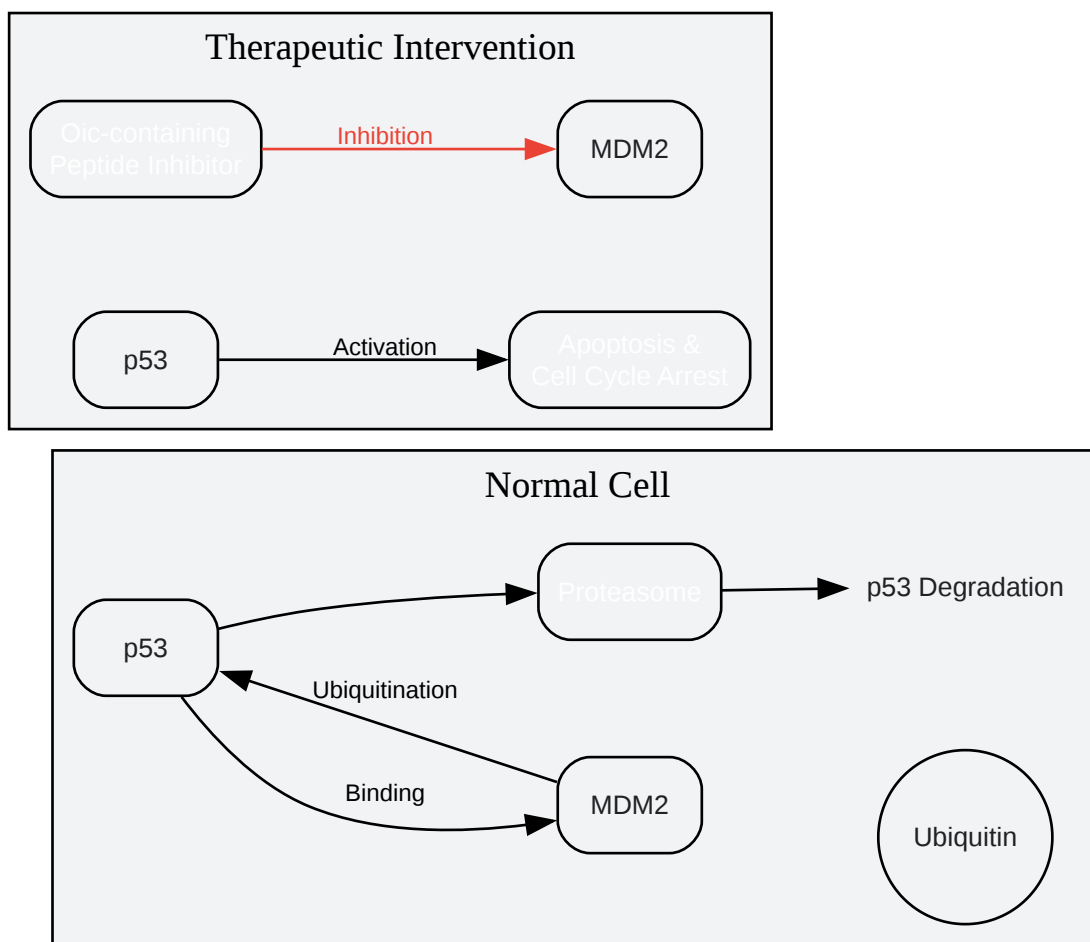 Therapeutic Intervention
Oic-containing
Peptide Inhibitor
Inhibition
MDM2
p53
Activation
Apoptosis &
Cell Cycle Arrest
Normal Cell
Proteasome
p53 Degradation
p53
Ubiquitination
Binding
MDM2
Ubiquitin